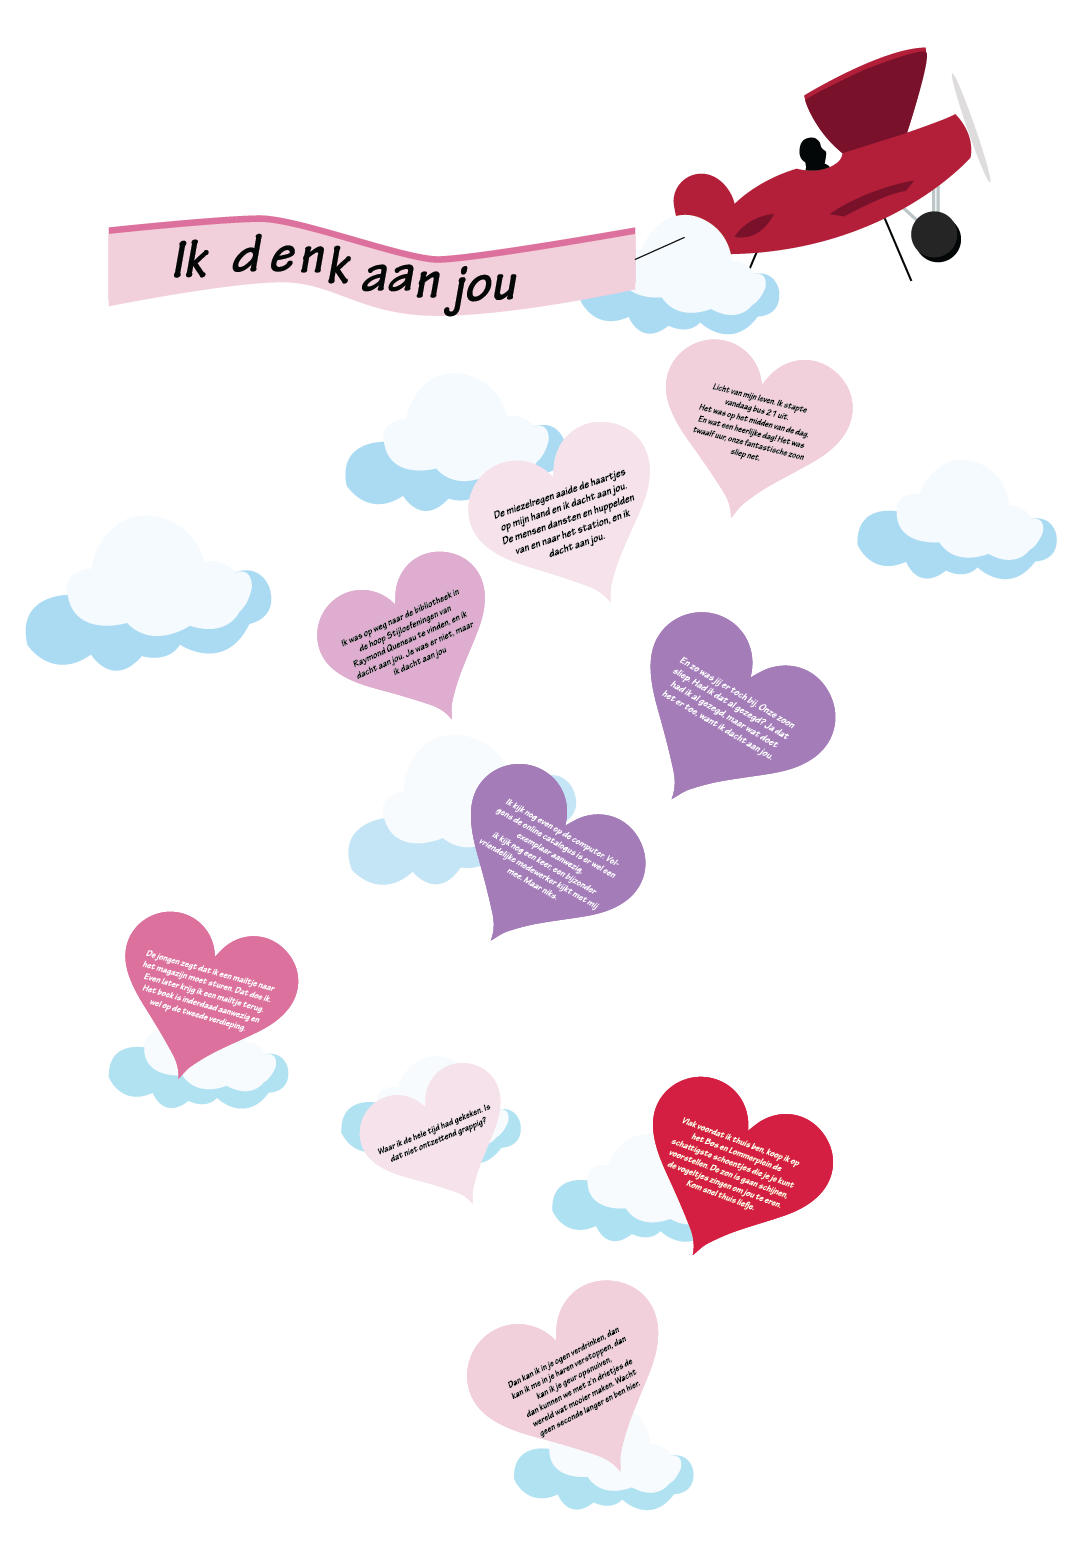 Ik denk aan jou
Licht van mijn leven. Ik stapte
vandaag bus 21 uit.
Het was op het midden van de dag.
En wat een heerlijke dag! Het was
twaalf uur, onze fantastische zoon
sliep net.
De miezelregen aaide de haartjes
op mijn hand en ik dacht aan jou.
De mensen dansten en huppelden
van en naar het station, en ik
dacht aan jou.
Ik was op weg naar de bibliotheek in
de hoop Stijloefeningen van
Raymond Queneau te vinden, en ik
dacht aan jou. Je was er niet, maar
ik dacht aan jou
En zo was jij er toch bij. Onze zoon
sliep. Had ik dat al gezegd? Ja dat
had ik al gezegd, maar wat doet
het er toe, want ik dacht aan jou.
Ik kijk nog even op de computer. Vol-
gens de online catalogus is er wel een
exemplaar aanwezig.
ik kijk nog een keer, een bijzonder
vriendelijke medewerker kijkt met mij
mee. Maar niks.
De jongen zegt dat ik een mailtje naar
het magazijn moet sturen. Dat doe ik.
Even later krijg ik een mailtje terug.
Het boek is inderdaad aanwezig en
wel op de tweede verdieping.
Waar ik de hele tijd had gekeken. Is
dat niet ontzettend grappig?
Vlak voordat ik thuis ben, koop ik op
het Bos en Lommerplein de
schattigste schoentjes die je je kunt
voorstellen. De zon is gaan schijnen,
de vogeltjes zingen om jou te eren.
Kom snel thuis liefje.
Dan kan ik in je ogen verdrinken, dan
kan ik me in je haren verstoppen, dan
kan ik je geur opsnuiven,
dan kunnen we met z'n drietjes de
wereld wat mooier maken. Wacht
geen seconde langer en ben hier.